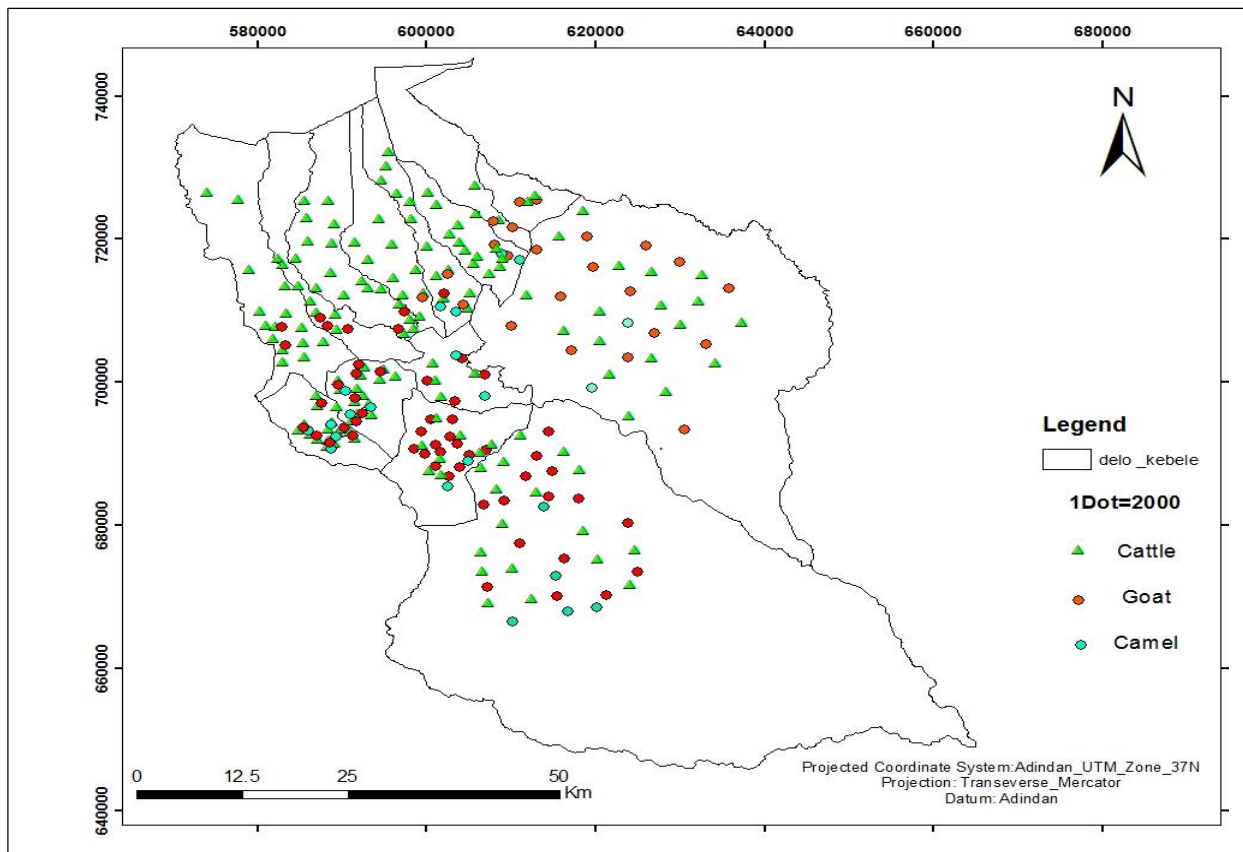 580000 600000 620000 640000 660000 680000
740000
720000
700000
680000
660000
640000
N
Legend
delo _kebele
1Dot=2000
Cattle
Goat
Camel
0 12.5 25 50
Km
Projected Coordinate System:Adindan_UTM_Zone_37N
Projection: Transeverse_Mercator
Datum: Adindan